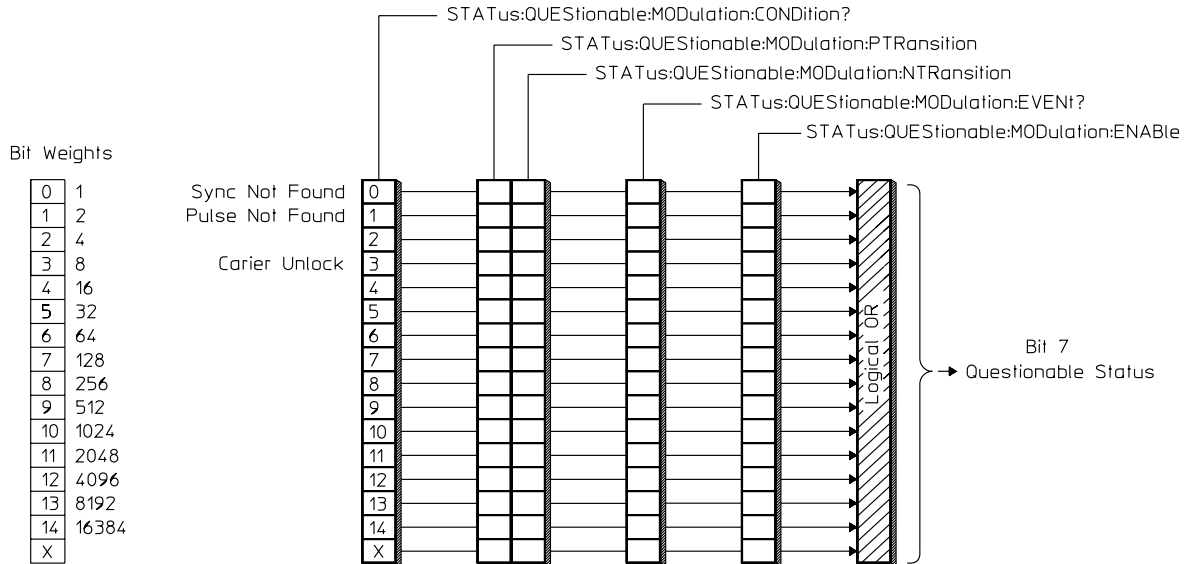 STATus:QUEStionable:MODulation:CONDition?
STATus:QUEStionable:MODulation:PTRansition
STATus:QUEStionable:MODulation:NTRansition
STATus:QUEStionable:MODulation:EVENt?
STATus:QUEStionable:MODulation:ENABle
Bit Weights
0 1 Sync Not Found 0
1 2 Pulse Not Found 1
2 4 2
3 8 Carier Unlock 3
4 16 4
5 32 5
6 64 6
7 128 7
8 256 8
9 512 9
10 1024 10
11 2048 11
12 4096 12
13 8192 13
14 16384 14
X X
Logical OR
Bit 7
Questionable Status